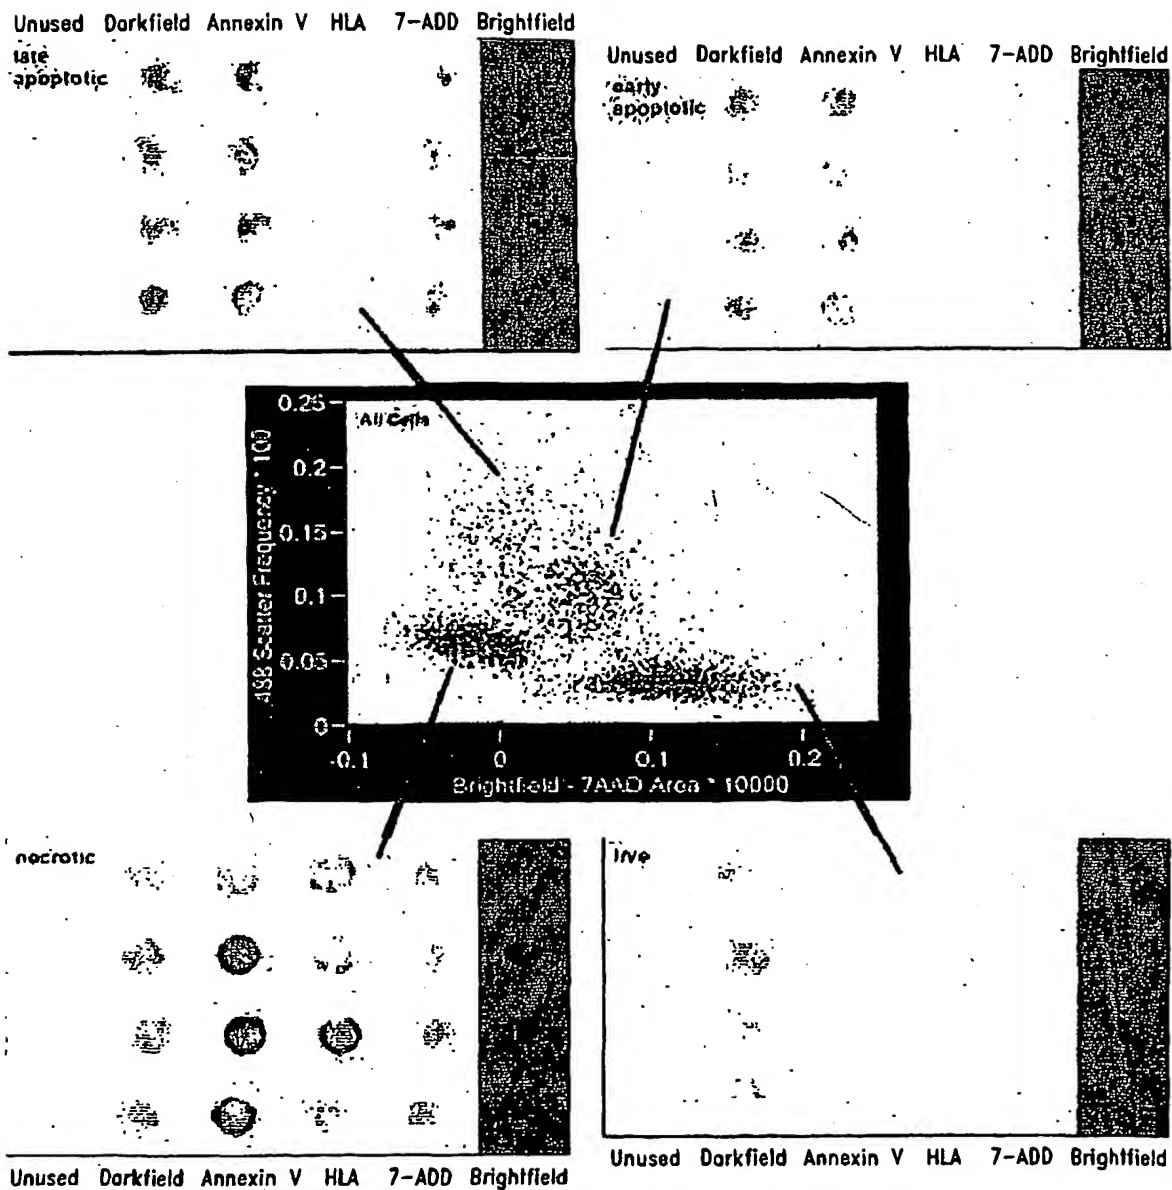 Unused Darkfield Annexin V HLA 7-ADD Brightfield
late
apoptotic
Unused Darkfield Annexin V HLA 7-ADD Brightfield
early
apoptotic
All Cells
488 Scatter Frequency * 100
0.25
0.2
0.15
0.1
0.05
0
-0.1 0 0.1 0.2
Brightfield - 7AAD Area * 10000
necrotic
live
Unused Darkfield Annexin V HLA 7-ADD Brightfield
Unused Darkfield Annexin V HLA 7-ADD Brightfield